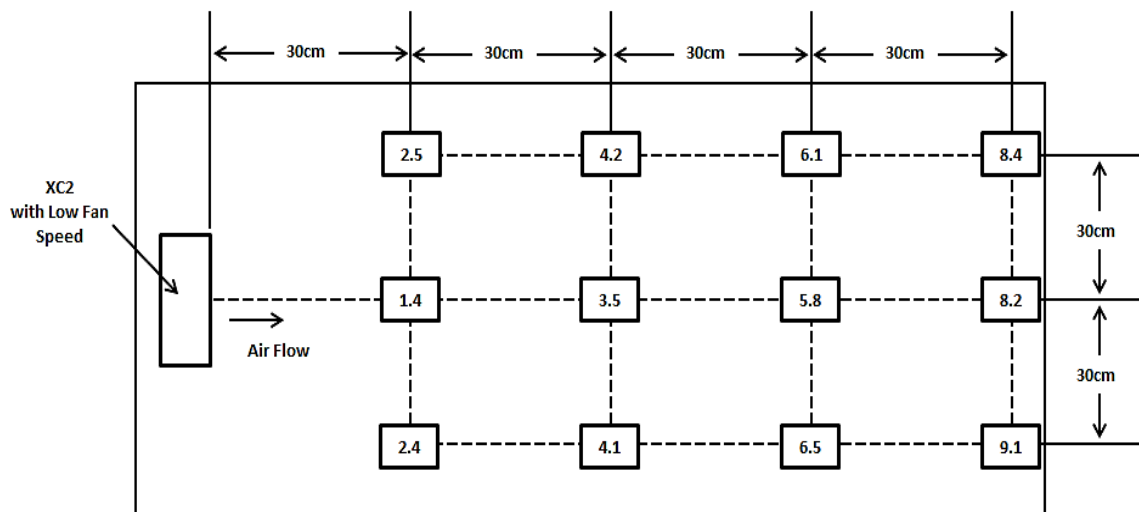 30cm
30cm
30cm
30cm
2.5
4.2
6.1
8.4
XC2
with Low Fan
Speed
30cm
1.4
3.5
5.8
8.2
Air Flow
30cm
2.4
4.1
6.5
9.1